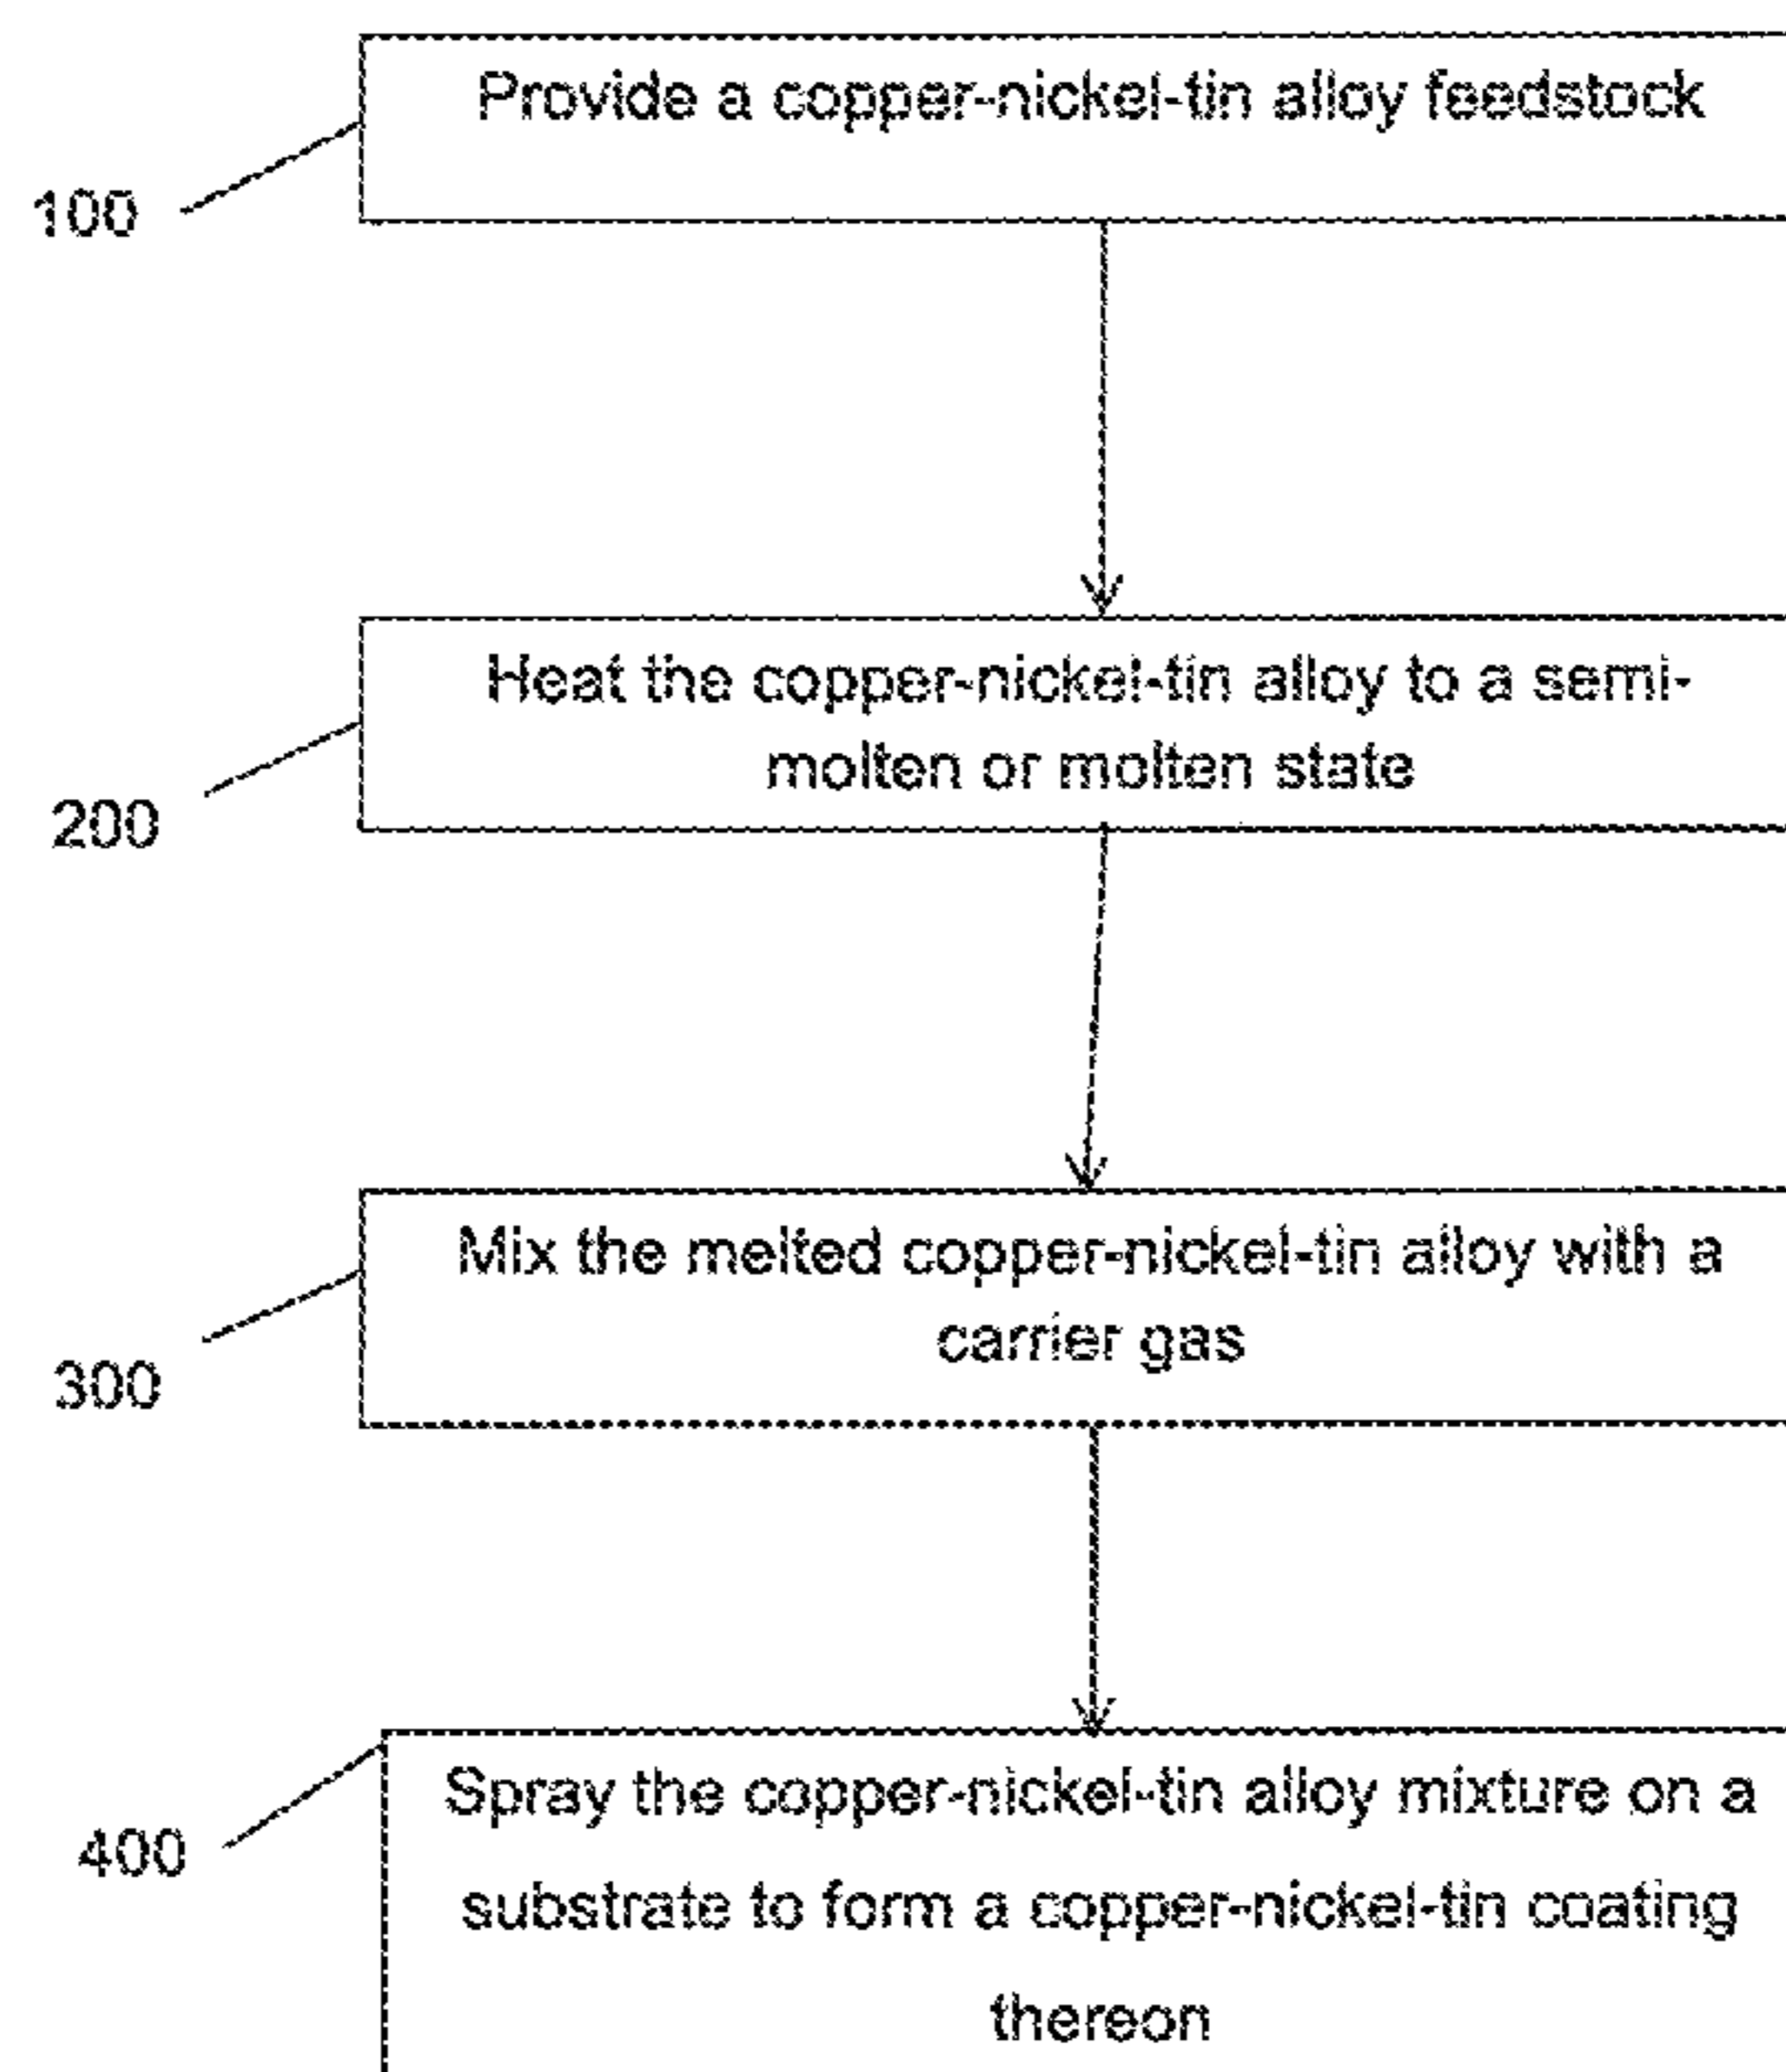 Provide a copper-nickel-tin alloy feedstock
100
Heat the copper-nickel-tin alloy to a semi-
molten or molten state
200
Mix the melted copper-nickel-tin alloy with a
carrier gas
300
Spray the copper-nickel-tin alloy mixture on a
400
substrate to form a copper-nickel-tin coating
thereon